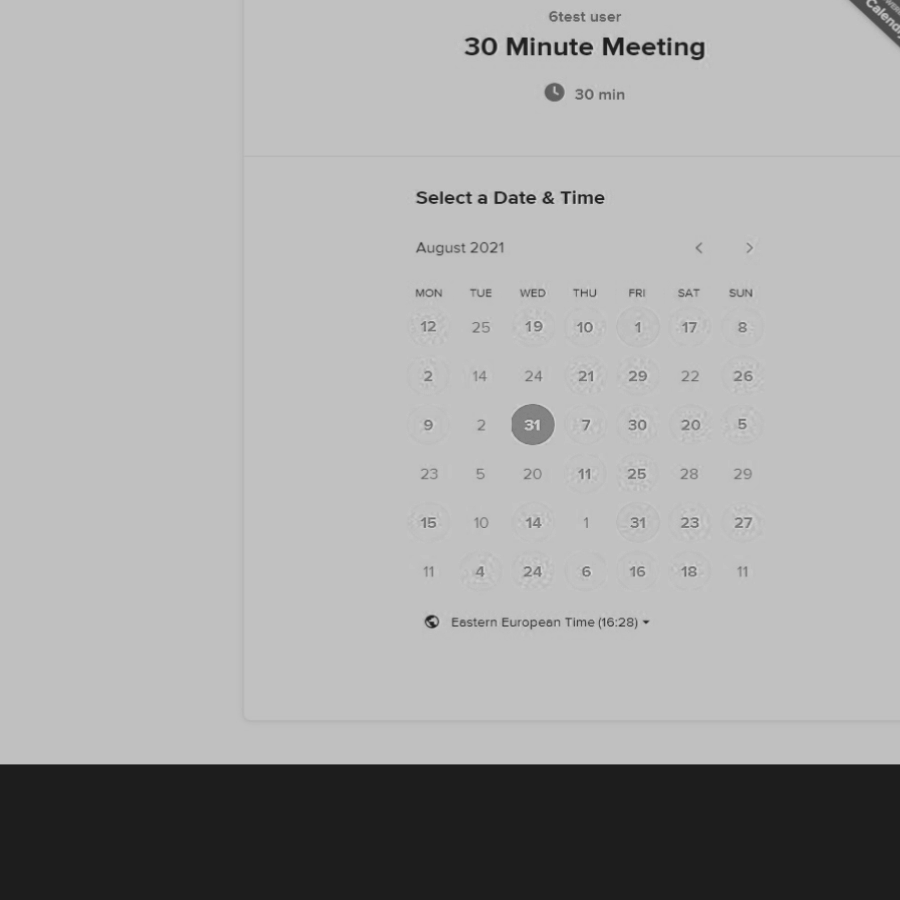 6test user
30 Minute Meeting
30 min
Select a Date & Time
August 2021
MON TUE WED THU FRI SAT SUN
12 25 19 10 1 17 8
2 14 24 21 29 22 26
9 2 31 7 30 20 5
23 5 20 11 25 28 29
15 10 14 1 31 23 27
11 4 24 6 16 18 11
Eastern European Time (16:28)